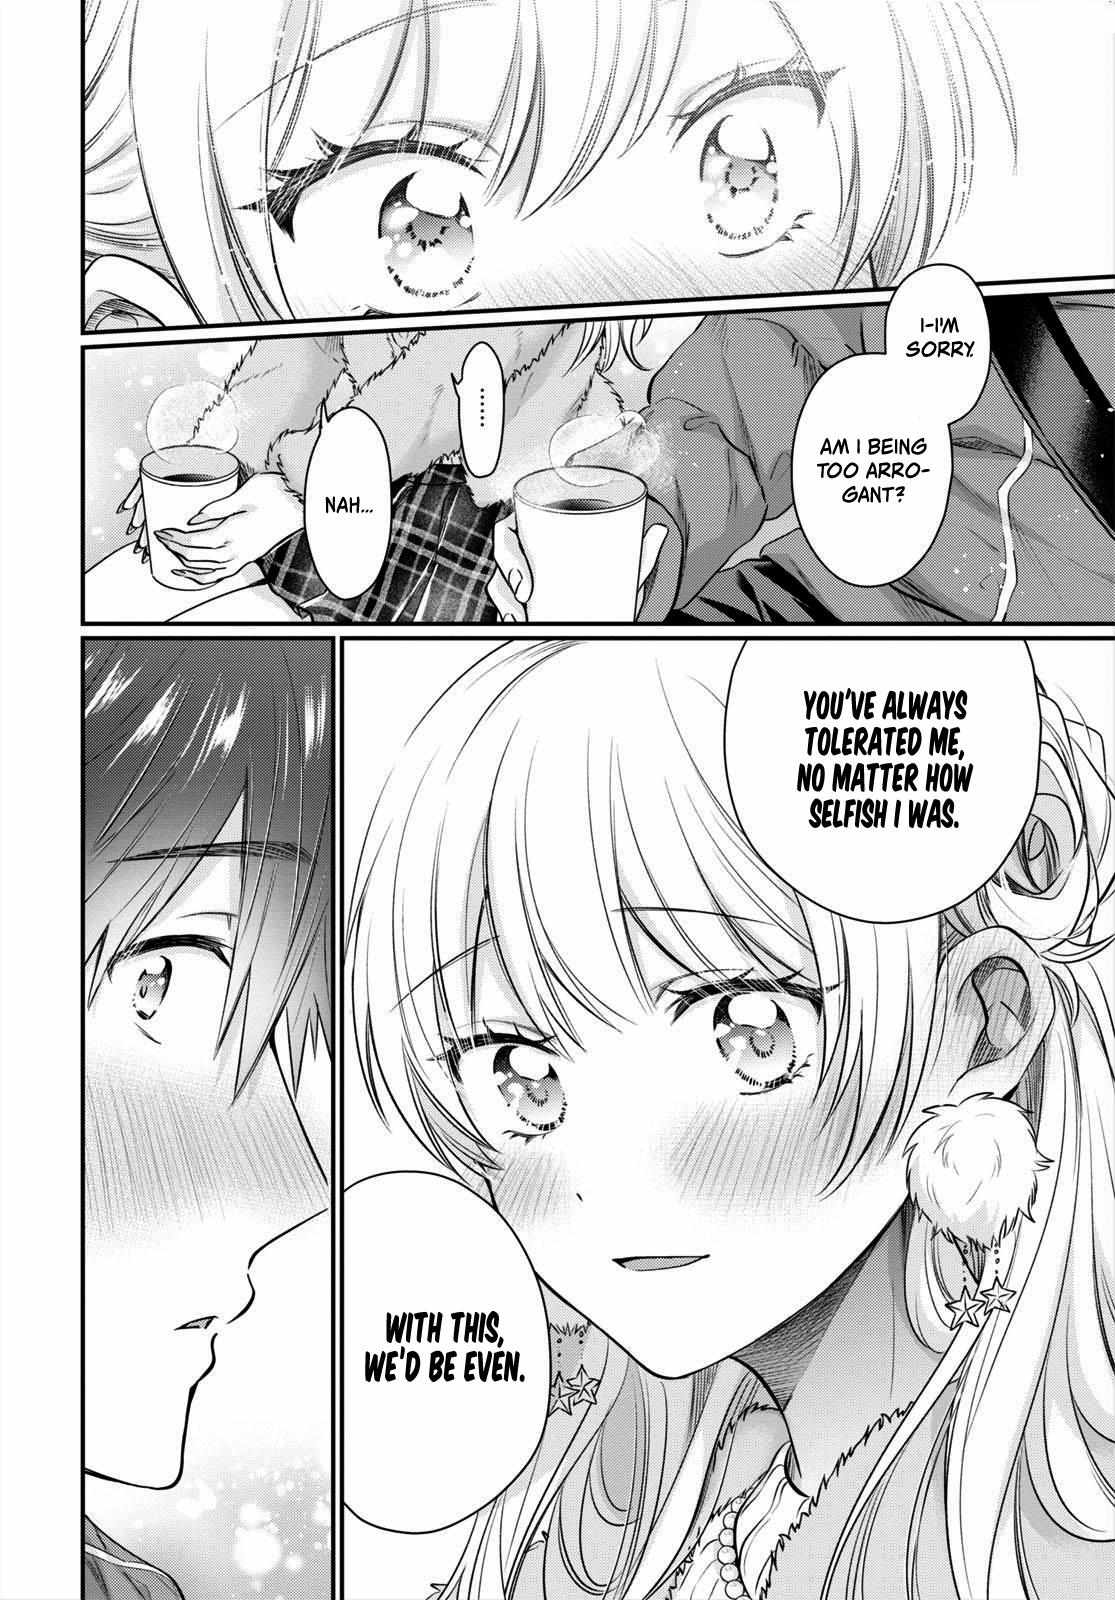 I-I'M
SORRY.
AM I BEING
TOO ARRO-
GANT?
........
NAH...
YOU'VE ALWAYS
TOLERATED ME,
NO MATTER HOW
SELFISH I WAS.
WITH THIS,
WE'D BE EVEN.